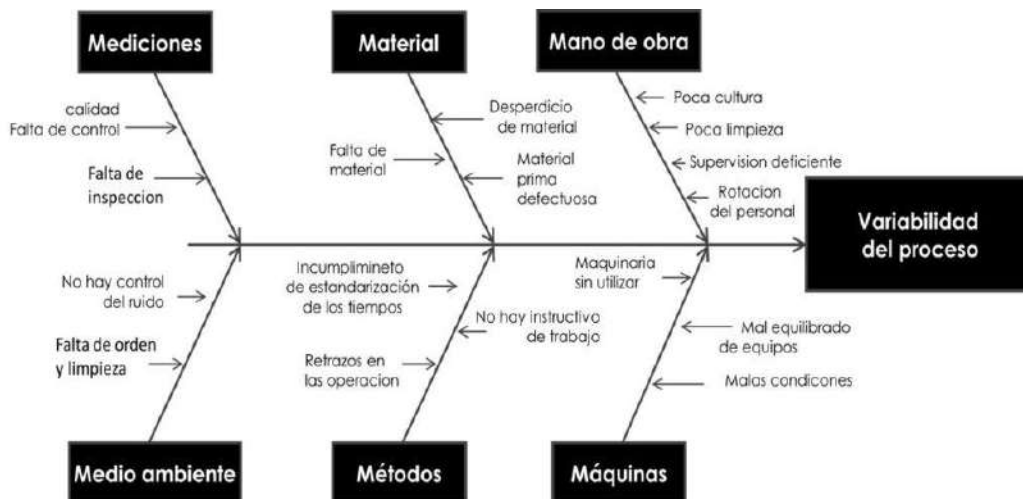 Mediciones
Material
Mano de obra
calidad
Falta de control
Falta de
inspeccion
Desperdicio
de material
Falta de
material
Material
prima
defectuosa
Poca cultura
Poca limpieza
Supervision deficiente
Rotacion
del personal
Variabilidad
del proceso
No hay control
del ruido
Falta de orden
y limpieza
Incumplimineto
de estandarización
de los tiempos
No hay instructivo
de trabajo
Retrazos en
las operacion
Maquinaria
sin utilizar
Mal equilibrado
de equipos
Malas condicones
Medio ambiente
Métodos
Máquinas